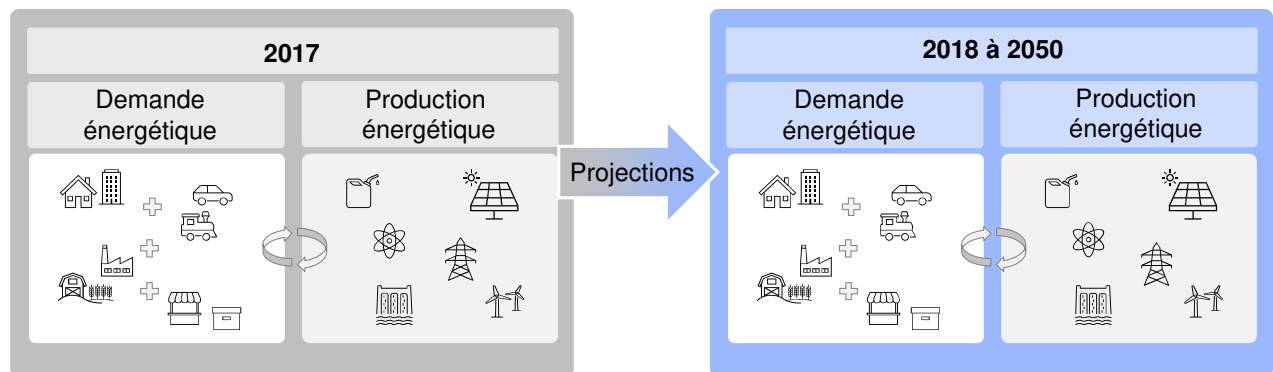 2017
Demande
énergétique
Production
énergétique
Projections
2018 à 2050
Demande
énergétique
Production
énergétique